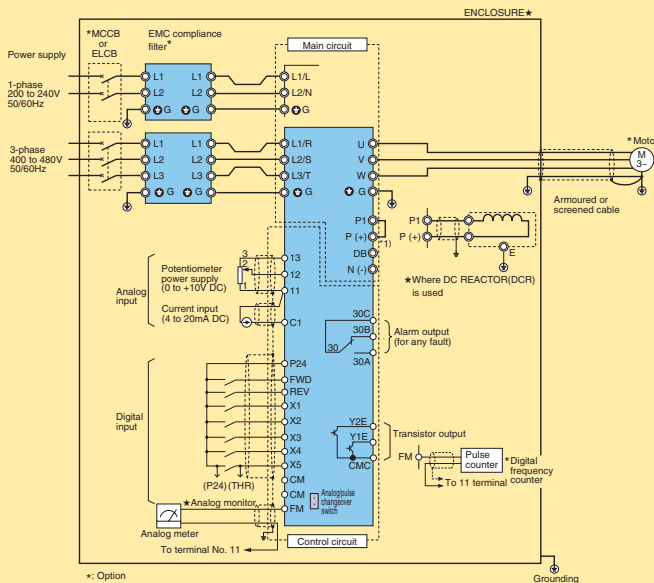 ENCLOSURE★
*MCCB
or
ELCB
EMC compliance
filter*
Main circuit
Power supply
1-phase
200 to 240V
50/60Hz
L1 L1 L1/L
L2 L2 L2/N
G G G
3-phase
400 to 480V
50/60Hz
L1 L1 L1/R
L2 L2 L2/S
L3 L3 L3/T
G G G
U
V
W
G
*Motor
M
3~
Armoured or
screened cable
P1
P (+)
*1)
DB
N (-)
P1
P (+)
E
★Where DC REACTOR(DCR)
is used
Analog
input
Potentiometer
power supply
(0 to +10V DC)
3
2
1
13
12
11
Current input
(4 to 20mA DC)
C1
30C
30B
30
30A
Alarm output
(for any fault)
Digital
input
P24
FWD
REV
X1
X2
X3
X4
X5
(P24) (THR)
CM
CM
FM
Y2E
Y1E
CMC
Transistor output
FM
Pulse
counter
*Digital
frequency
counter
To 11 terminal
Analog/pulse
changeover
switch
★Analog monitor
Analog meter
To terminal No. 11
Control circuit
Grounding
★: Option